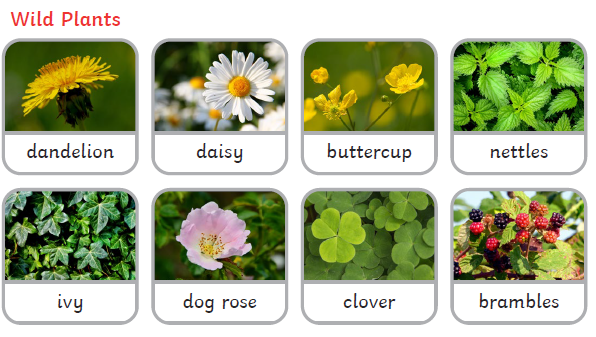 Wild Plants
dandelion
daisy
buttercup
nettles
ivy
dog rose
clover
brambles